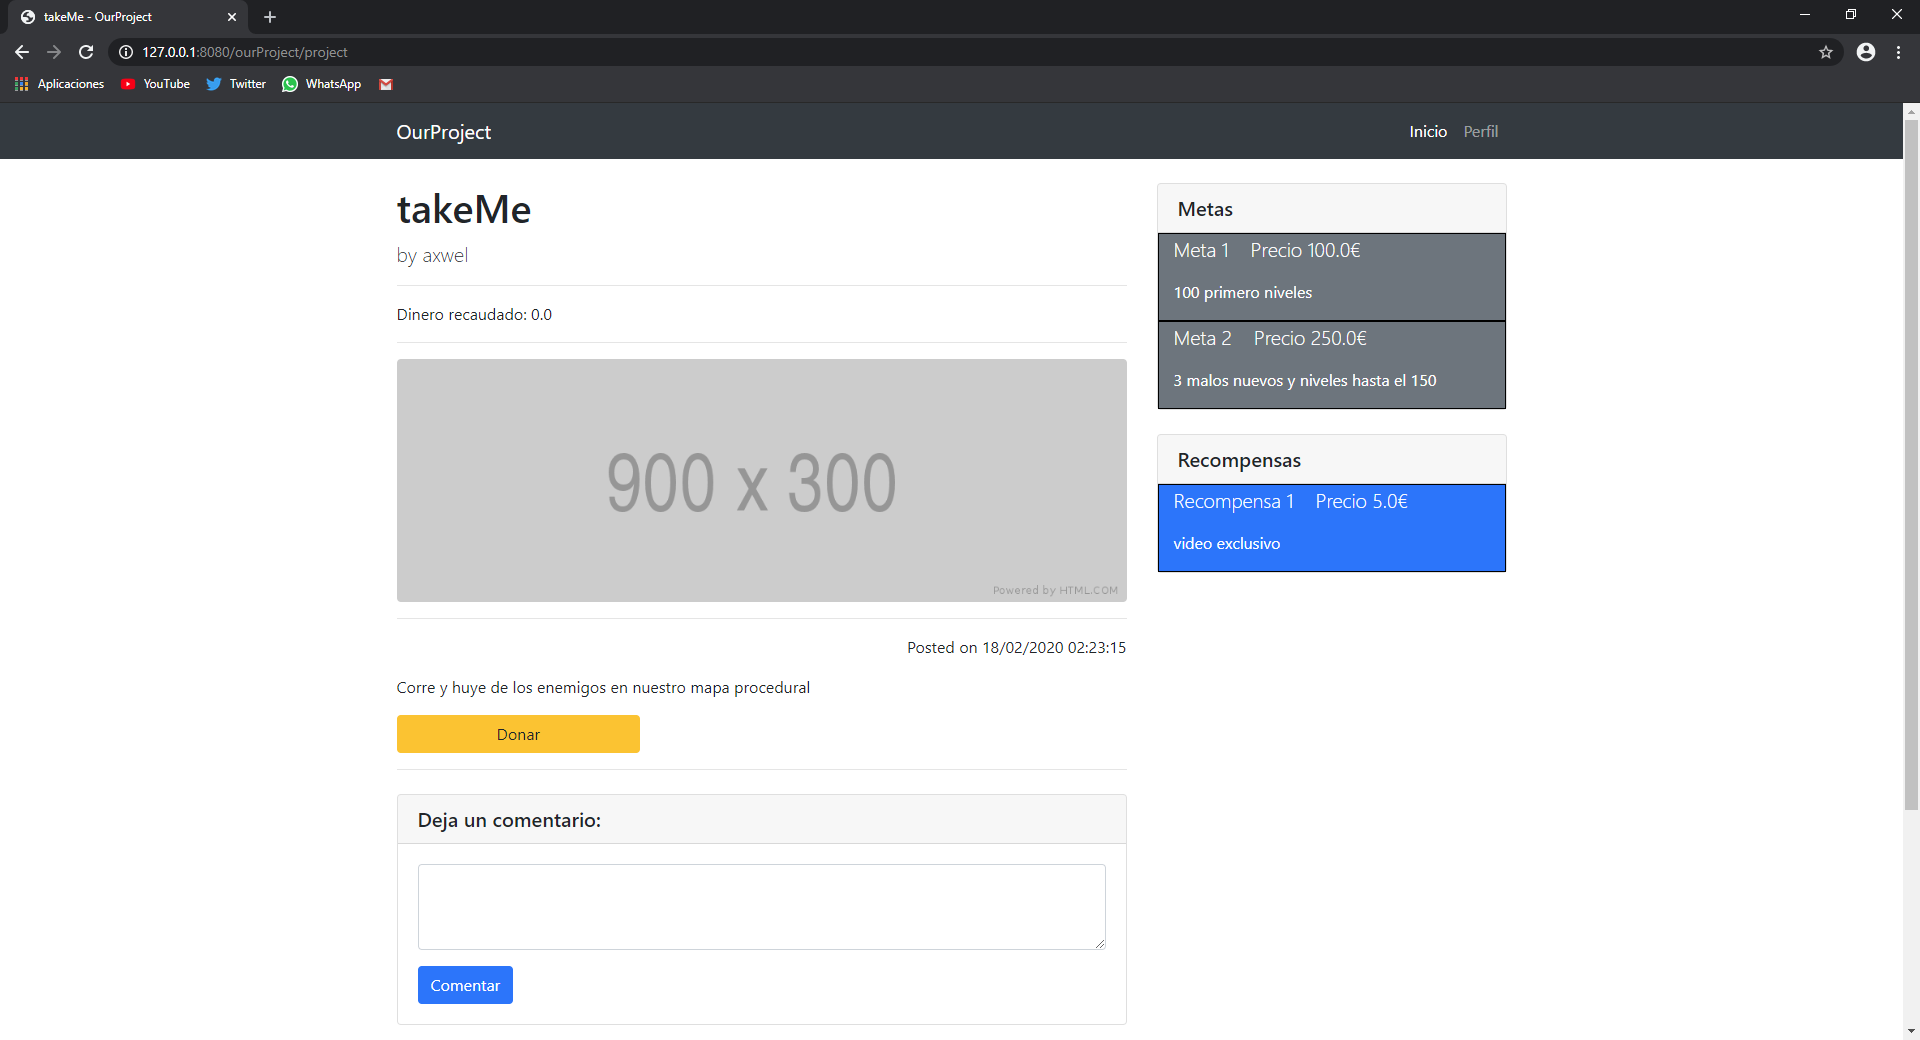 takeMe - OurProject
127.0.0.1:8080/ourProject/project
Aplicaciones YouTube Twitter WhatsApp
OurProject Inicio Perfil
takeMe
by axwel
Dinero recaudado: 0.0
900 x 300
Powered by HTML.COM
Posted on 18/02/2020 02:23:15
Corre y huye de los enemigos en nuestro mapa procedural
Donar
Deja un comentario:
Comentar
Metas
Meta 1 Precio 100.0€
100 primero niveles
Meta 2 Precio 250.0€
3 malos nuevos y niveles hasta el 150
Recompensas
Recompensa 1 Precio 5.0€
video exclusivo